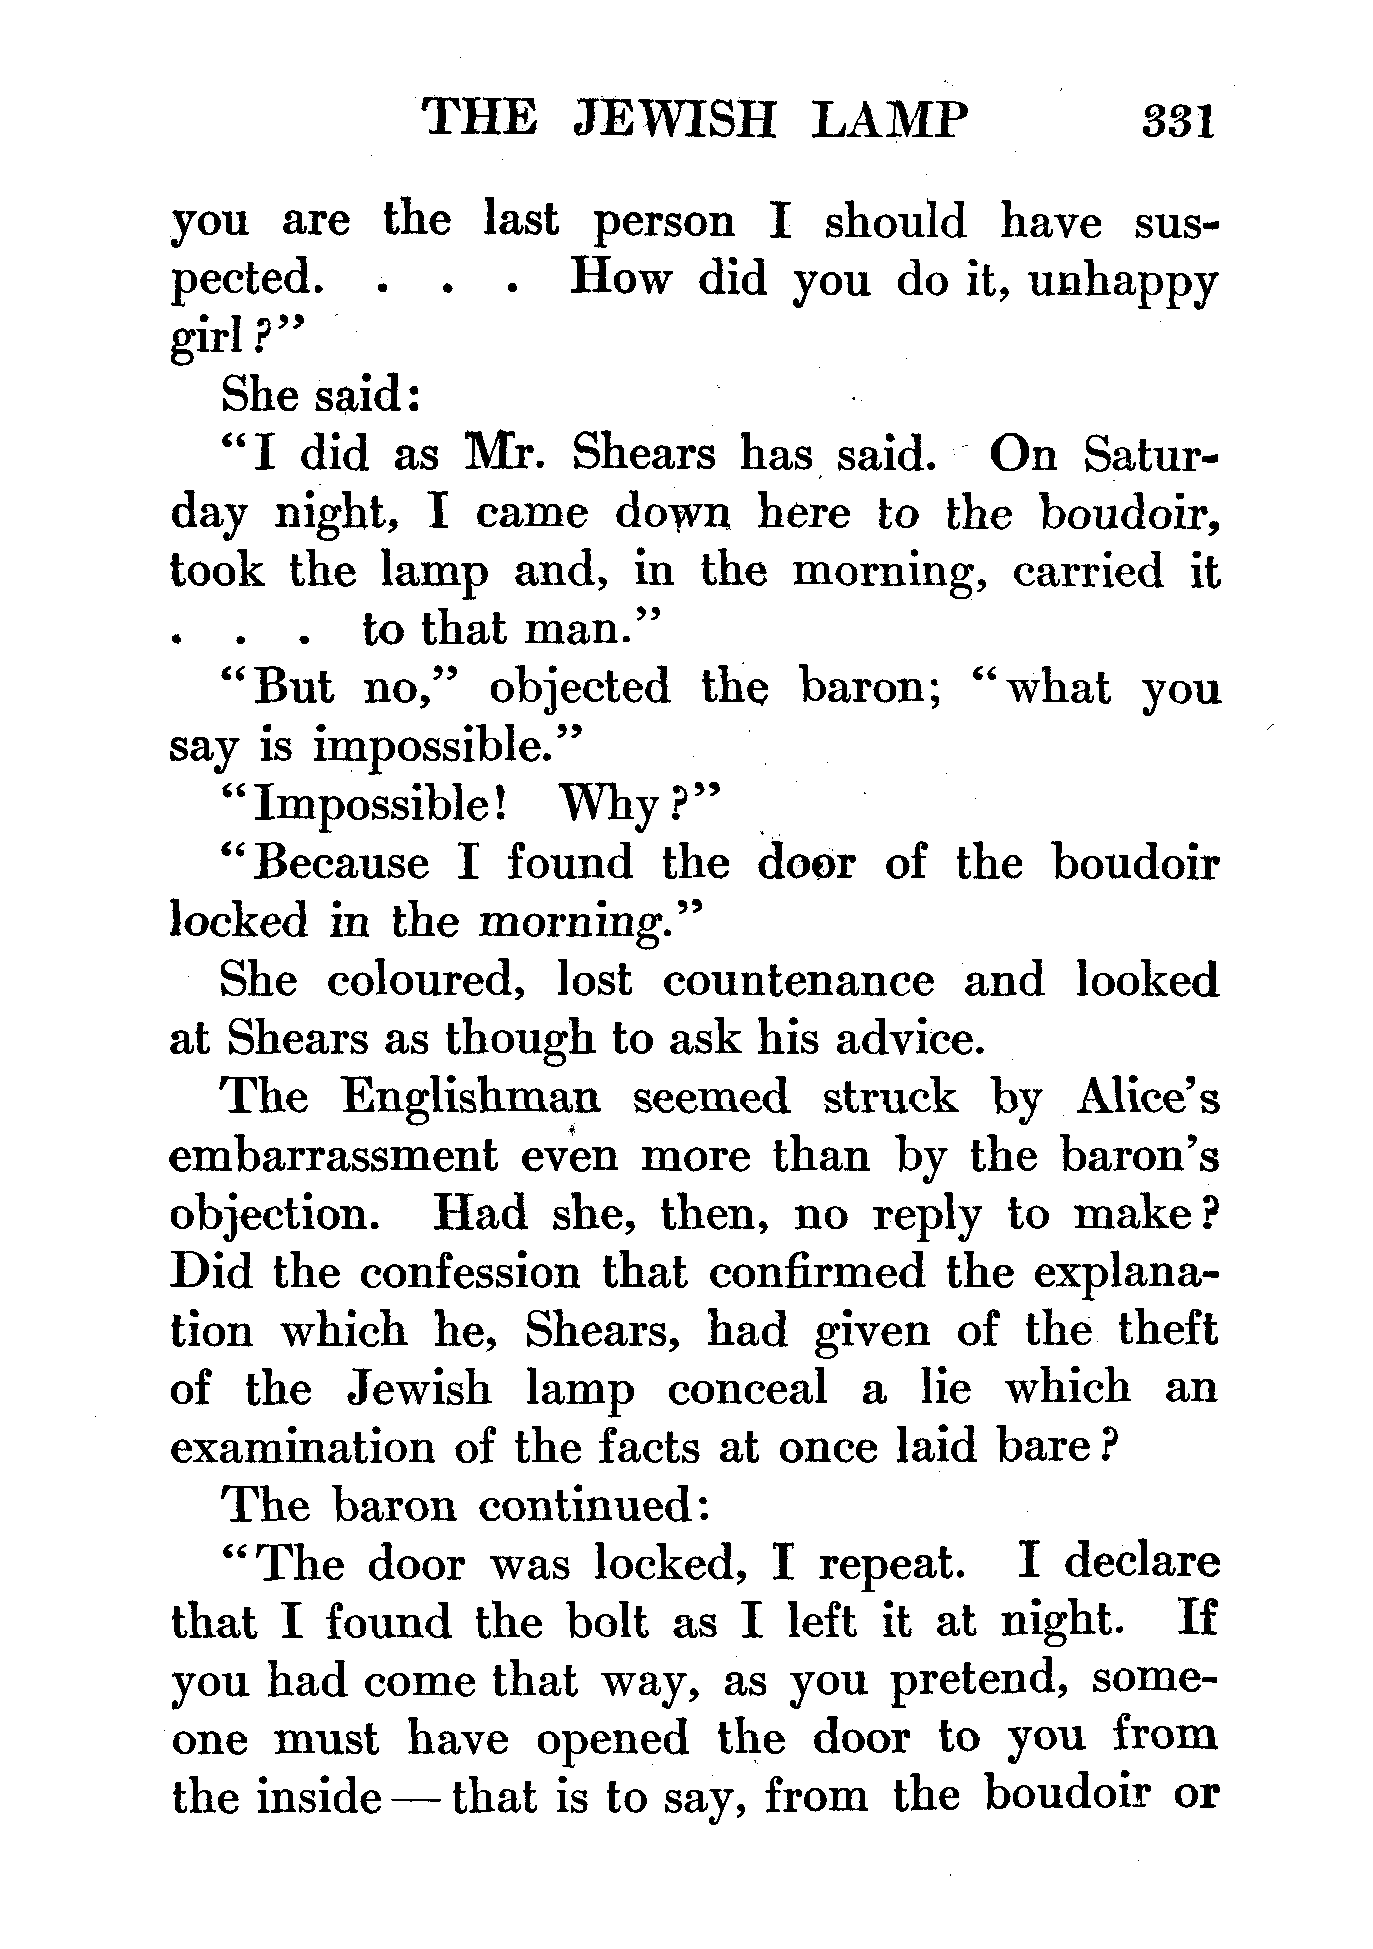 THE JEWISH LAMP 331
you are the last person I should have sus-
pected. . . . How did you do it, unhappy
girl?"
She said:
"I did as Mr. Shears has said. On Satur-
day night, I came down here to the boudoir,
took the lamp and, in the morning, carried it
. . . to that man."
"But no," objected the baron; "what you
say is impossible."
"Impossible! Why?"
"Because I found the door of the boudoir
locked in the morning."
She coloured, lost countenance and looked
at Shears as though to ask his advice.
The Englishman seemed struck by Alice's
embarrassment even more than by the baron's
objection. Had she, then, no reply to make?
Did the confession that confirmed the explana-
tion which he, Shears, had given of the theft
of the Jewish lamp conceal a lie which an
examination of the facts at once laid bare?
The baron continued:
"The door was locked, I repeat. I declare
that I found the bolt as I left it at night. If
you had come that way, as you pretend, some-
one must have opened the door to you from
the inside — that is to say, from the boudoir or